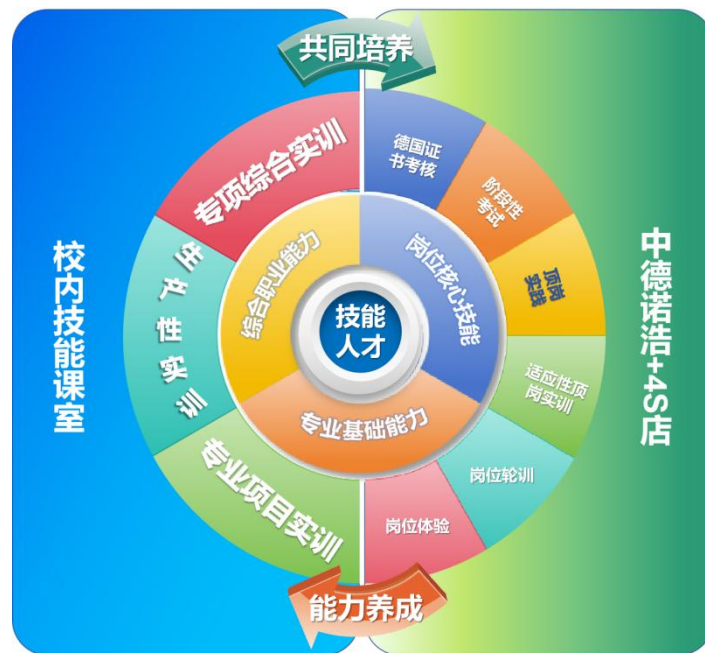 共同培养
校内技能课室
专项综合实训
生产性实训
专业项目实训
综合职业能力
岗位核心技能
专业基础能力
技能
人才
德国证
书考核
阶段性
考试
顶岗
实践
适应性顶
岗实训
岗位轮训
岗位体验
中德诺浩+4S店
能力养成